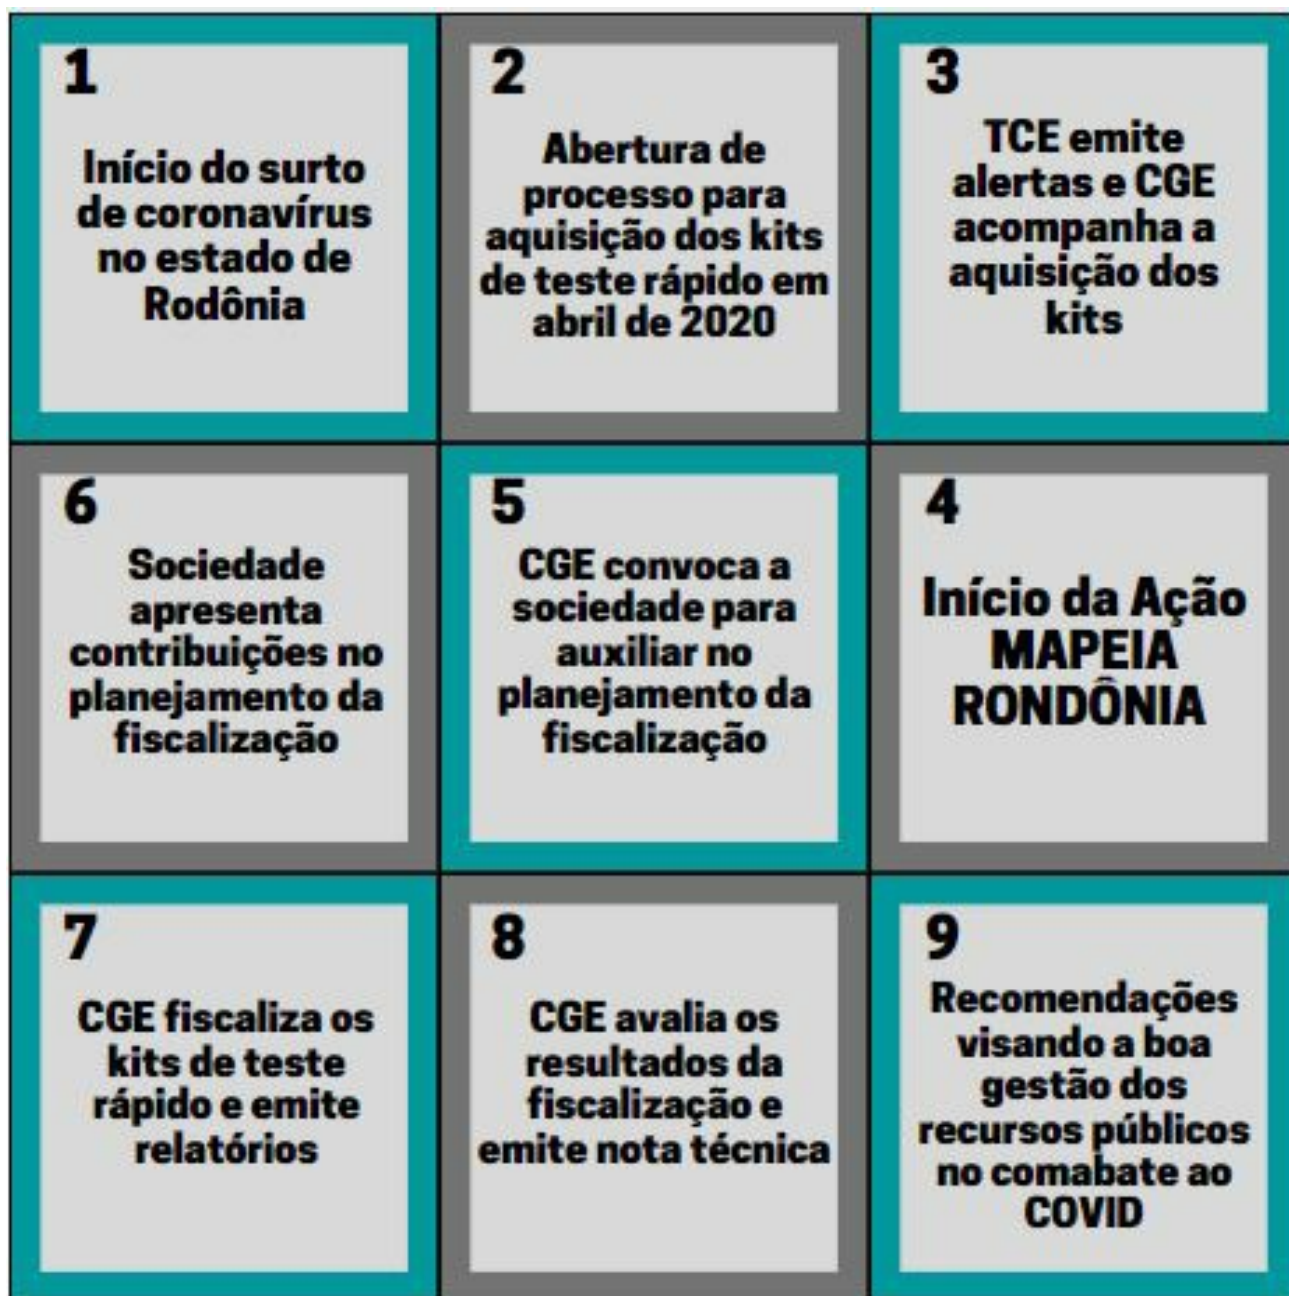 1
Início do surto
de coronavírus
no estado de
Rodônia
2
Abertura de
processo para
aquisição dos kits
de teste rápido em
abril de 2020
3
TCE emite
alertas e CGE
acompanha a
aquisição dos
kits
4
Início da Ação
MAPEIA
RONDÔNIA
5
CGE convoca a
sociedade para
auxiliar no
planejamento da
fiscalização
6
Sociedade
apresenta
contribuições no
planejamento da
fiscalização
7
CGE fiscaliza os
kits de teste
rápido e emite
relatórios
8
CGE avalia os
resultados da
fiscalização e
emite nota técnica
9
Recomendações
visando a boa
gestão dos
recursos públicos
no comabate ao
COVID